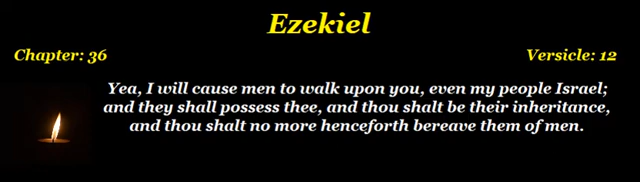 Ezekiel
Chapter: 36
Versicle: 12
Yea, I will cause men to walk upon you, even my people Israel;
and they shall possess thee, and thou shalt be their inheritance,
and thou shalt no more henceforth bereave them of men.